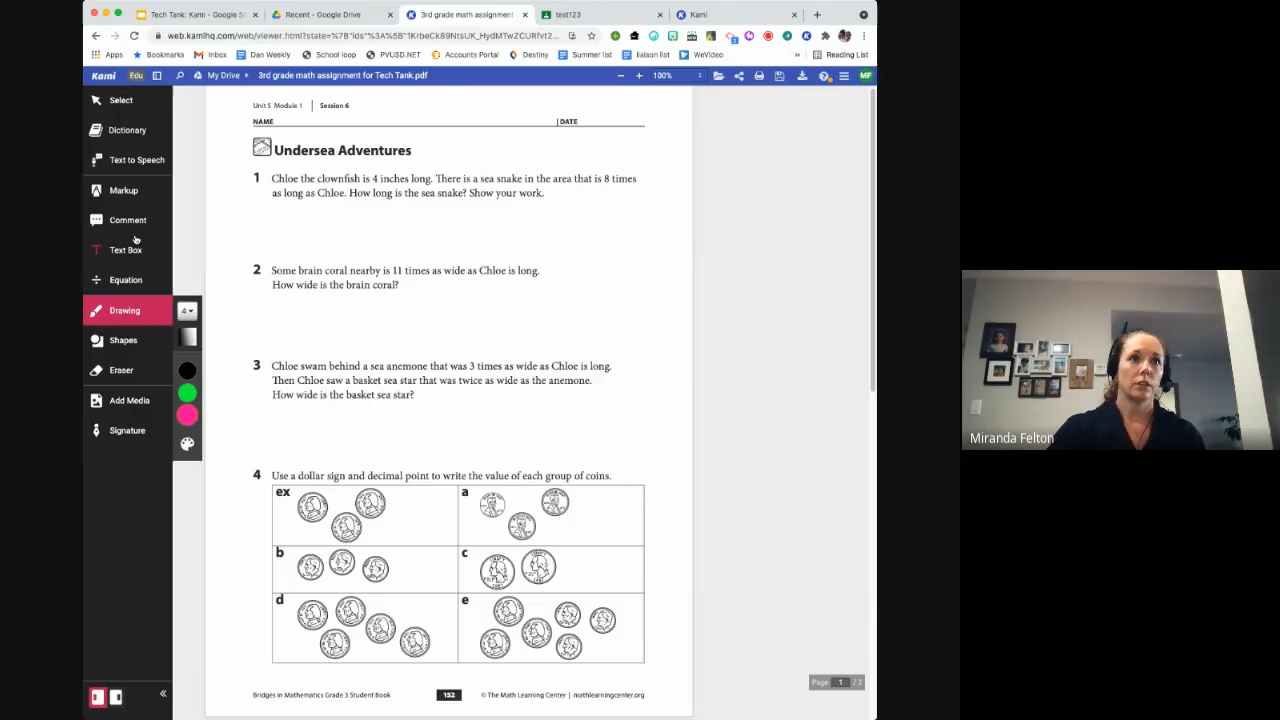 Tech Tank: Kami - Google Sl
Recent - Google Drive
3rd grade math assignment
test123
Kami
web.kamihq.com/web/viewer.html?state=%7B"ids"%3A%5B"1KrbeCk89NtsUK_HydMTwZCURfvt2...
Apps
Bookmarks
Inbox
Dan Weekly
School loop
PVUSD.NET
Accounts Portal
Destiny
Summer list
liaison list
WeVideo
Reading List
Kami
Edu
My Drive
3rd grade math assignment for Tech Tank.pdf
100%
MF
Select
Dictionary
Text to Speech
Markup
Comment
Text Box
Equation
Drawing
4
Shapes
Eraser
Add Media
Signature
Unit 5 Module 1 | Session 6
NAME | DATE
Undersea Adventures
1 Chloe the clownfish is 4 inches long. There is a sea snake in the area that is 8 times
as long as Chloe. How long is the sea snake? Show your work.
2 Some brain coral nearby is 11 times as wide as Chloe is long.
How wide is the brain coral?
3 Chloe swam behind a sea anemone that was 3 times as wide as Chloe is long.
Then Chloe saw a basket sea star that was twice as wide as the anemone.
How wide is the basket sea star?
4 Use a dollar sign and decimal point to write the value of each group of coins.
ex
a
b
c
d
e
Bridges in Mathematics Grade 3 Student Book
152
© The Math Learning Center | mathlearningcenter.org
Page 1 / 2
Miranda Felton